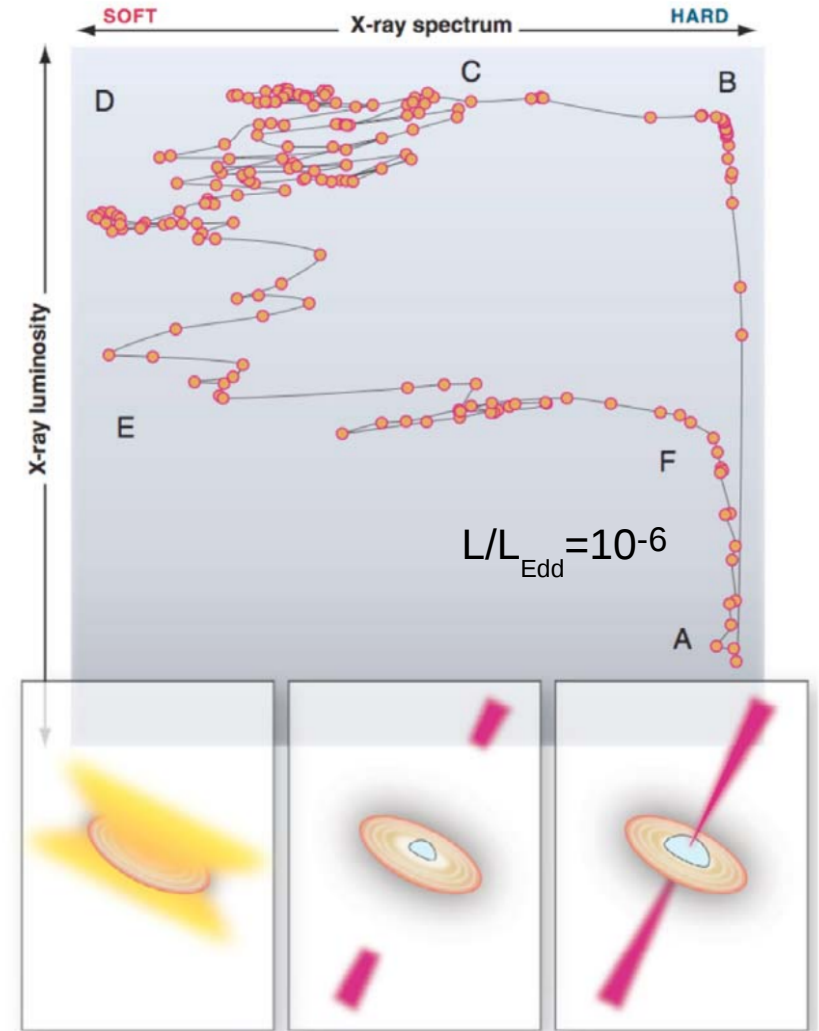 SOFT
X-ray spectrum
HARD
D
C
B
X-ray luminosity
E
F
L/LEdd=10-6
A